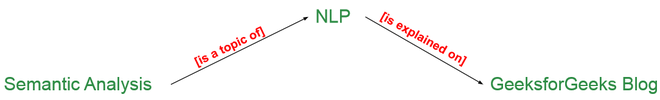 NLP
[is a topic of]
[is explained on]
Semantic Analysis
GeeksforGeeks Blog